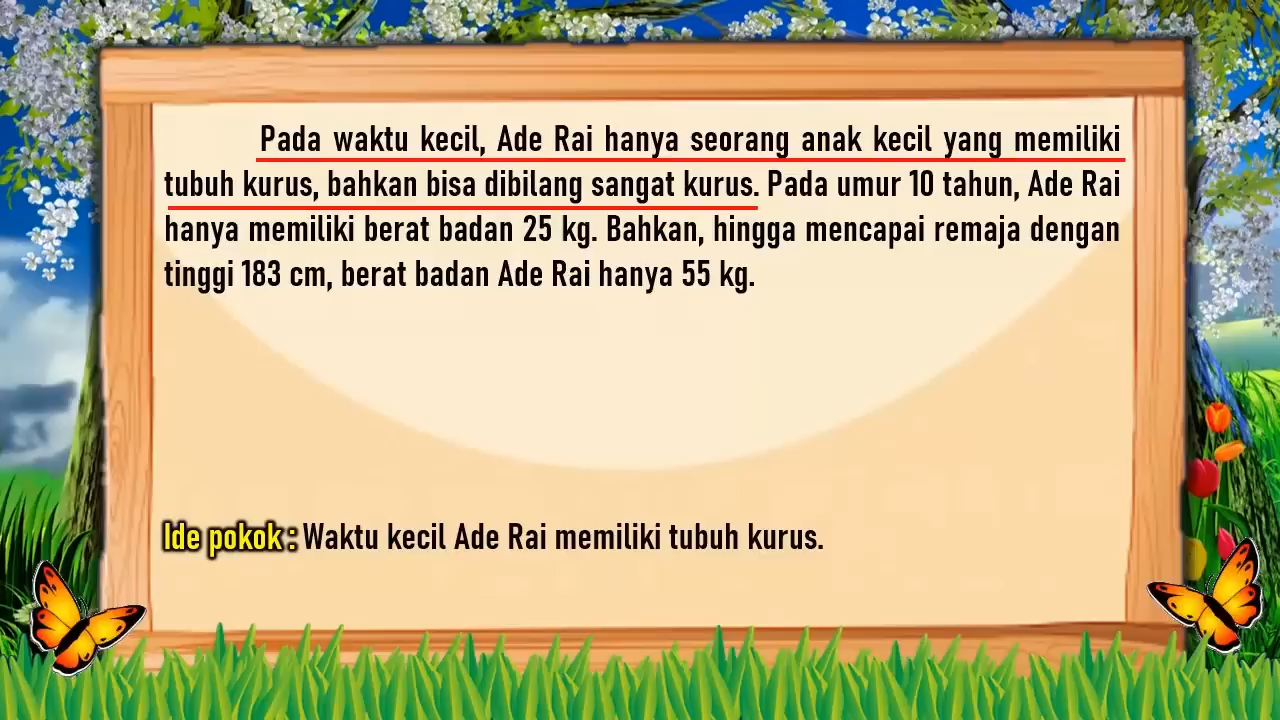 Pada waktu kecil, Ade Rai hanya seorang anak kecil yang memiliki
tubuh kurus, bahkan bisa dibilang sangat kurus. Pada umur 10 tahun, Ade Rai
hanya memiliki berat badan 25 kg. Bahkan, hingga mencapai remaja dengan
tinggi 183 cm, berat badan Ade Rai hanya 55 kg.
Ide pokok : Waktu kecil Ade Rai memiliki tubuh kurus.